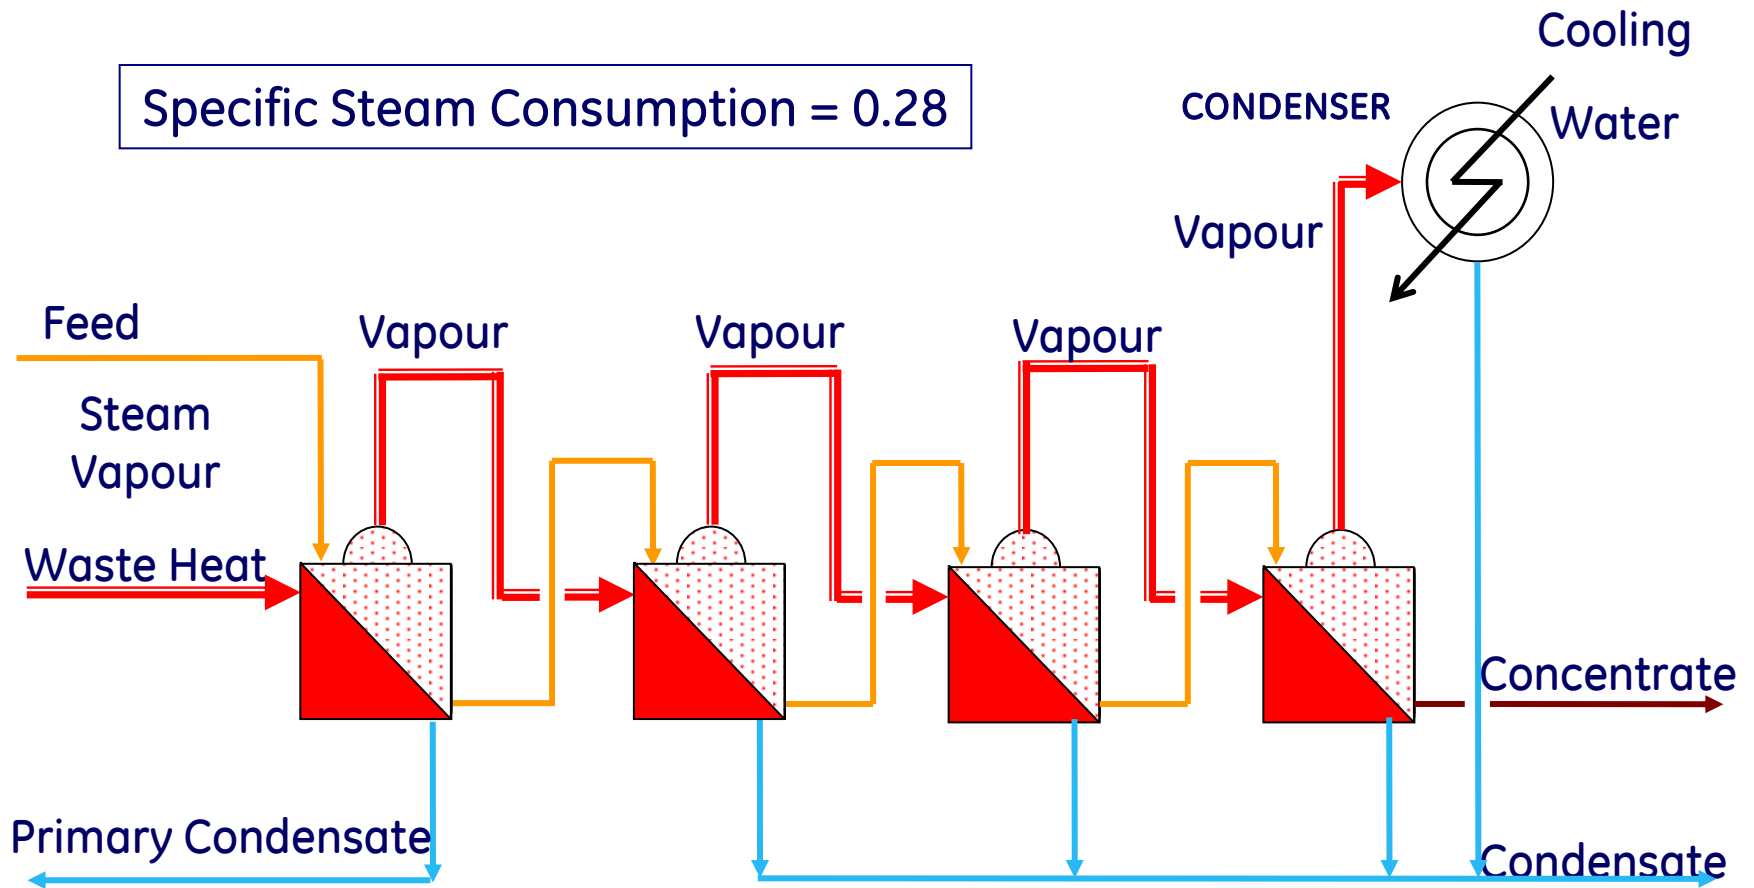 Cooling
Water
Specific Steam Consumption = 0.28
CONDENSER
Vapour
Feed
Vapour
Vapour
Vapour
Steam
Vapour
Waste Heat
Concentrate
Primary Condensate
Condensate